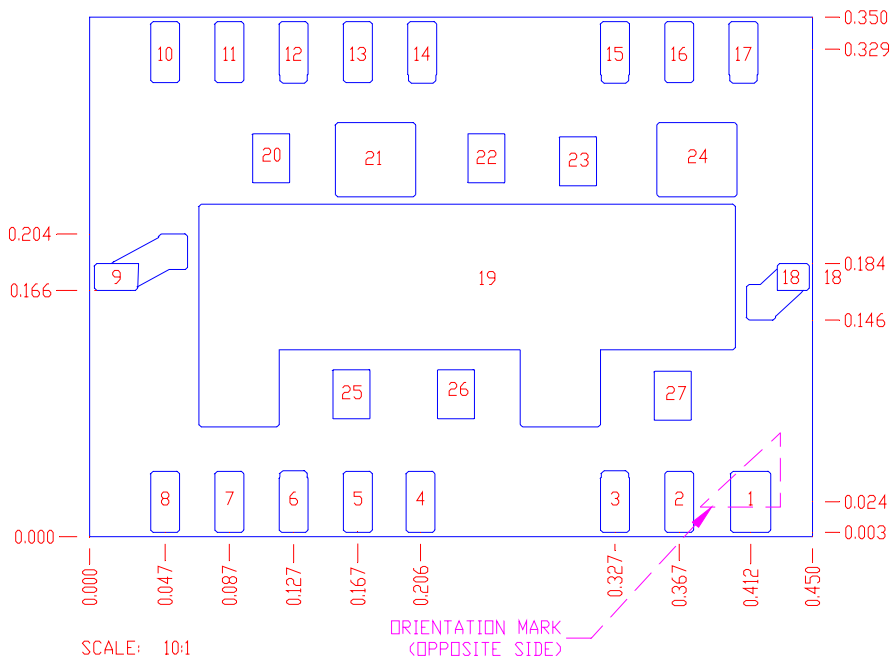 0.350
10 11 12 13 14 15 16 17
0.329
20 21 22 23 24
0.204
9 19 18 18
0.184
0.166
0.146
25 26 27
8 7 6 5 4 3 2 1
0.024
0.003
0.000
0.000 0.047 0.087 0.127 0.167 0.206 0.327 0.367 0.412 0.450
ORIENTATION MARK
(OPPOSITE SIDE)
SCALE: 10:1